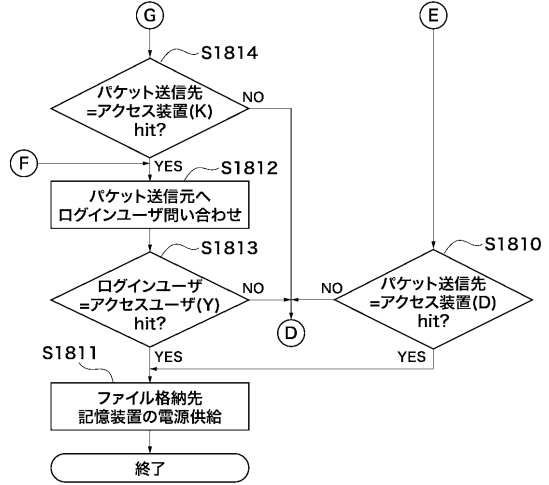 G
E
S1814
パケット送信先
=アクセス装置(K)
hit?
NO
F
YES
S1812
パケット送信元へ
ログインユーザ問い合わせ
S1813
ログインユーザ
=アクセスユーザ(Y)
hit?
NO
D
NO
S1810
パケット送信先
=アクセス装置(D)
hit?
YES
YES
S1811
ファイル格納先
記憶装置の電源供給
終了